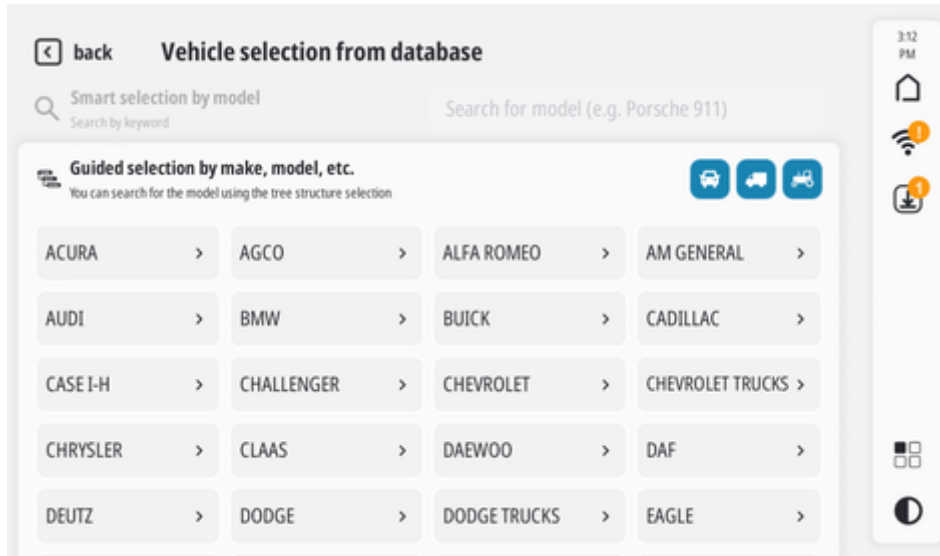 back
Vehicle selection from database
Smart selection by model
Search by keyword
Search for model (e.g. Porsche 911)
Guided selection by make, model, etc.
You can search for the model using the tree structure selection
ACURA
AGCO
ALFA ROMEO
AM GENERAL
AUDI
BMW
BUICK
CADILLAC
CASE I-H
CHALLENGER
CHEVROLET
CHEVROLET TRUCKS
CHRYSLER
CLAAS
DAEWOO
DAF
DEUTZ
DODGE
DODGE TRUCKS
EAGLE
3:12
PM
!
1